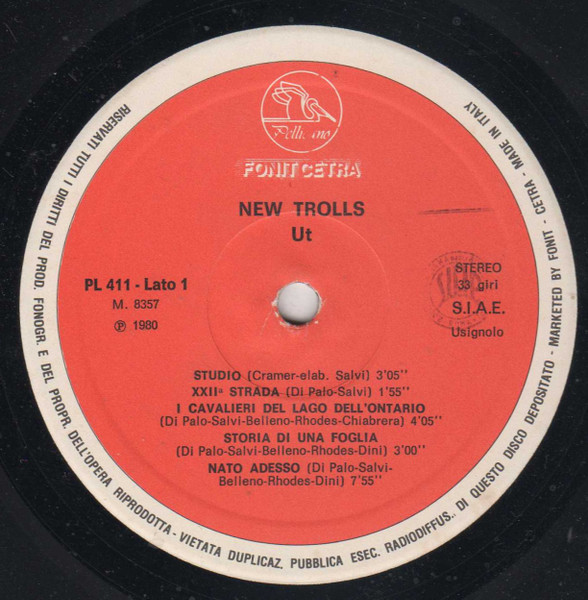 RISERVATI TUTTI I DIRITTI DEL PROD. FONOGR. E DEL PROPR. DELL'OPERA RIPRODOTTA - VIETATA DUPLICAZ. PUBBLICA ESEC. RADIODIFFUS.. DI QUESTO DISCO DEPOSITATO - MARKETED BY FONIT - CETRA - MADE IN ITALY
FONIT CETRA
NEW TROLLS
Ut
PL 411 - Lato 1
M. 8357
℗ 1980
STEREO
33 giri
S.I.A.E.
Usignolo
STUDIO (Cramer-elab. Salvi) 3'05''
XXIIª STRADA (Di Palo-Salvi) 1'55''
I CAVALIERI DEL LAGO DELL'ONTARIO
(Di Palo-Salvi-Belleno-Rhodes-Chiabrera) 4'05''
STORIA DI UNA FOGLIA
(Di Palo-Salvi-Belleno-Rhodes-Dini) 3'00''
NATO ADESSO (Di Palo-Salvi-
Belleno-Rhodes-Dini) 7'55''